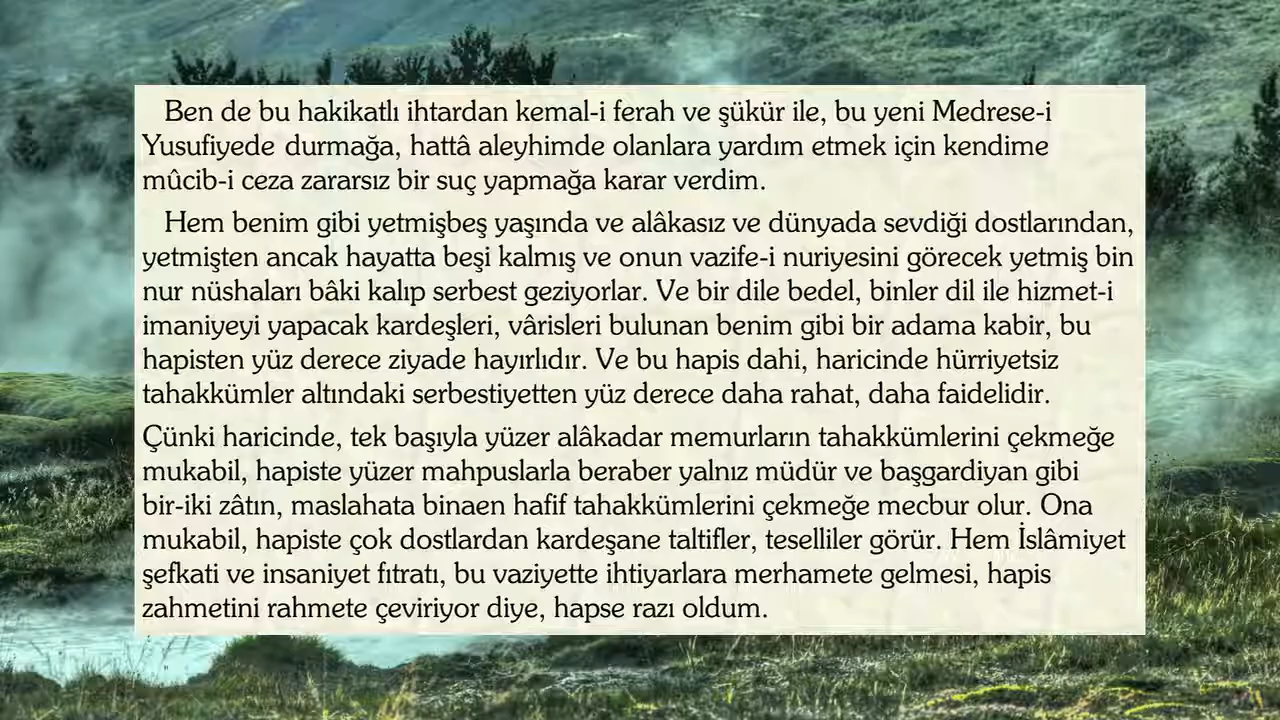 Ben de bu hakikatlı ihtardan kemal-i ferah ve şükür ile, bu yeni Medrese-i
Yusufiyede durmağa, hattâ aleyhimde olanlara yardım etmek için kendime
mûcib-i ceza zararsız bir suç yapmağa karar verdim.
Hem benim gibi yetmişbeş yaşında ve alâkasız ve dünyada sevdiği dostlarından,
yetmişten ancak hayatta beşi kalmış ve onun vazife-i nuriyesini görecek yetmiş bin
nur nüshaları bâki kalıp serbest geziyorlar. Ve bir dile bedel, binler dil ile hizmet-i
imaniyeyi yapacak kardeşleri, vârisleri bulunan benim gibi bir adama kabir, bu
hapisten yüz derece ziyade hayırlıdır. Ve bu hapis dahi, haricinde hürriyetsiz
tahakkümler altındaki serbestiyetten yüz derece daha rahat, daha faidelidir.
Çünki haricinde, tek başıyla yüzer alâkadar memurların tahakkümlerini çekmeğe
mukabil, hapiste yüzer mahpuslarla beraber yalnız müdür ve başgardiyan gibi
bir-iki zâtın, maslahata binaen hafif tahakkümlerini çekmeğe mecbur olur. Ona
mukabil, hapiste çok dostlardan kardeşane taltifler, teselliler görür. Hem İslâmiyet
şefkati ve insaniyet fıtratı, bu vaziyette ihtiyarlara merhamete gelmesi, hapis
zahmetini rahmete çeviriyor diye, hapse razı oldum.